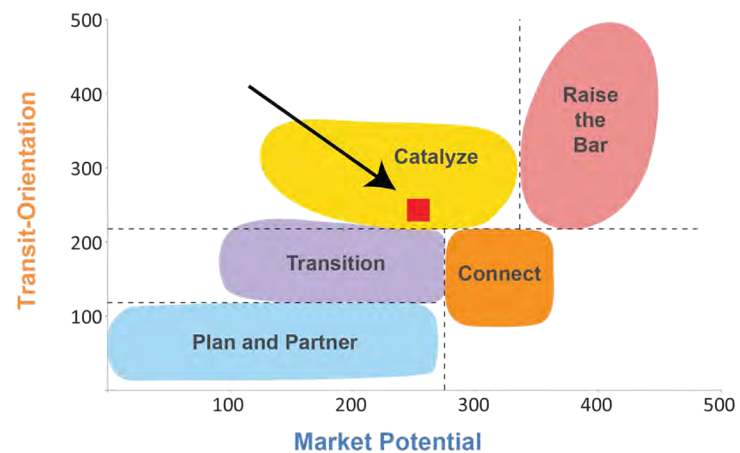 500
400
300
200
100
Transit-Orientation
Raise
the
Bar
Catalyze
Transition
Connect
Plan and Partner
100
200
300
400
500
Market Potential